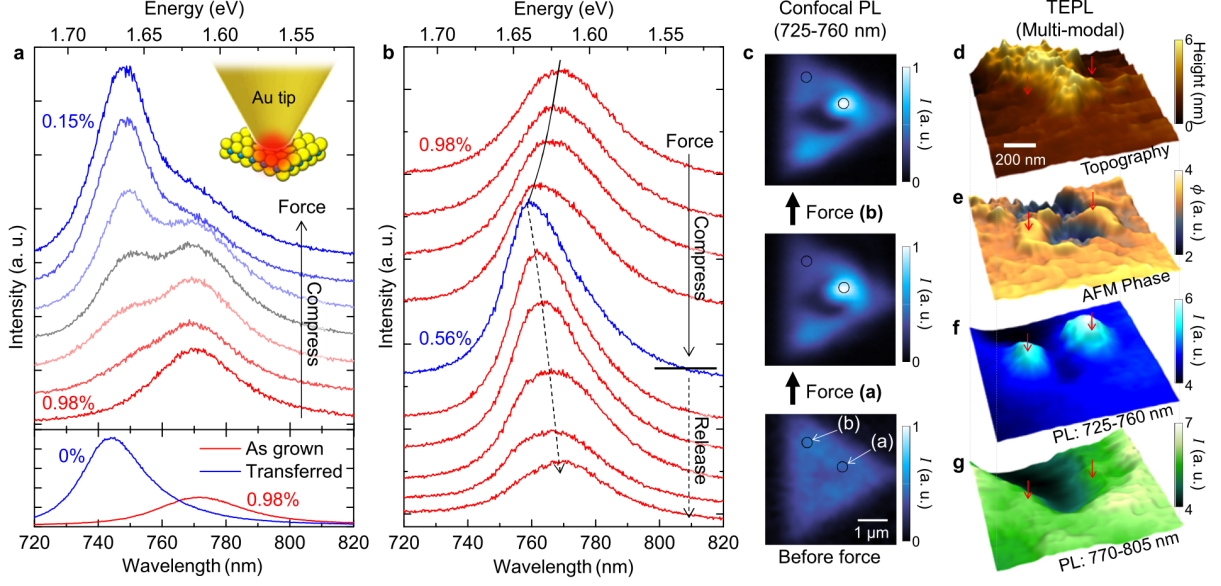 Energy (eV)
1.70 1.65 1.60 1.55
a
Au tip
0.15%
Force
Compress
0.98%
Intensity (a. u.)
0%
As grown
Transferred
0.98%
720 740 760 780 800 820
Wavelength (nm)
Energy (eV)
1.70 1.65 1.60 1.55
b
0.98%
Force
Compress
0.56%
Release
Intensity (a. u.)
720 740 760 780 800 820
Wavelength (nm)
Confocal PL
(725-760 nm)
c
1
I (a. u.)
0
Force (b)
1
I (a. u.)
0
Force (a)
(b)
(a)
1
I (a. u.)
0
1 μm
Before force
TEPL
(Multi-modal)
d
6
Height (nm)
0
200 nm
Topography
e
4
ϕ (a. u.)
2
AFM Phase
f
6
I (a. u.)
4
PL: 725-760 nm
g
7
I (a. u.)
4
PL: 770-805 nm